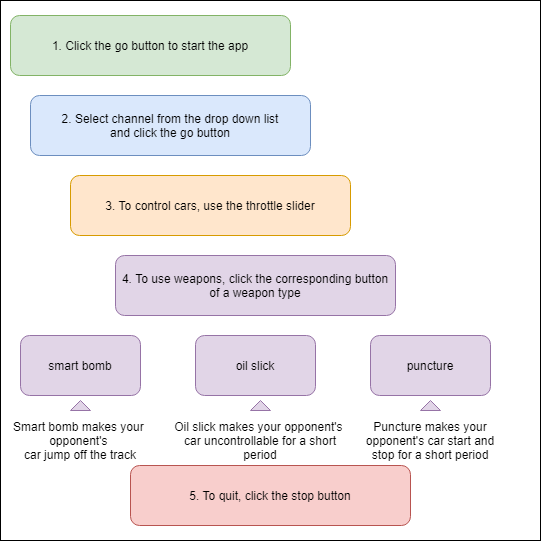 1. Click the go button to start the app
2. Select channel from the drop down list
and click the go button
3. To control cars, use the throttle slider
4. To use weapons, click the corresponding button
of a weapon type
smart bomb
oil slick
puncture
Smart bomb makes your
opponent's
car jump off the track
Oil slick makes your opponent's
car uncontrollable for a short
period
Puncture makes your
opponent's car start and
stop for a short period
5. To quit, click the stop button